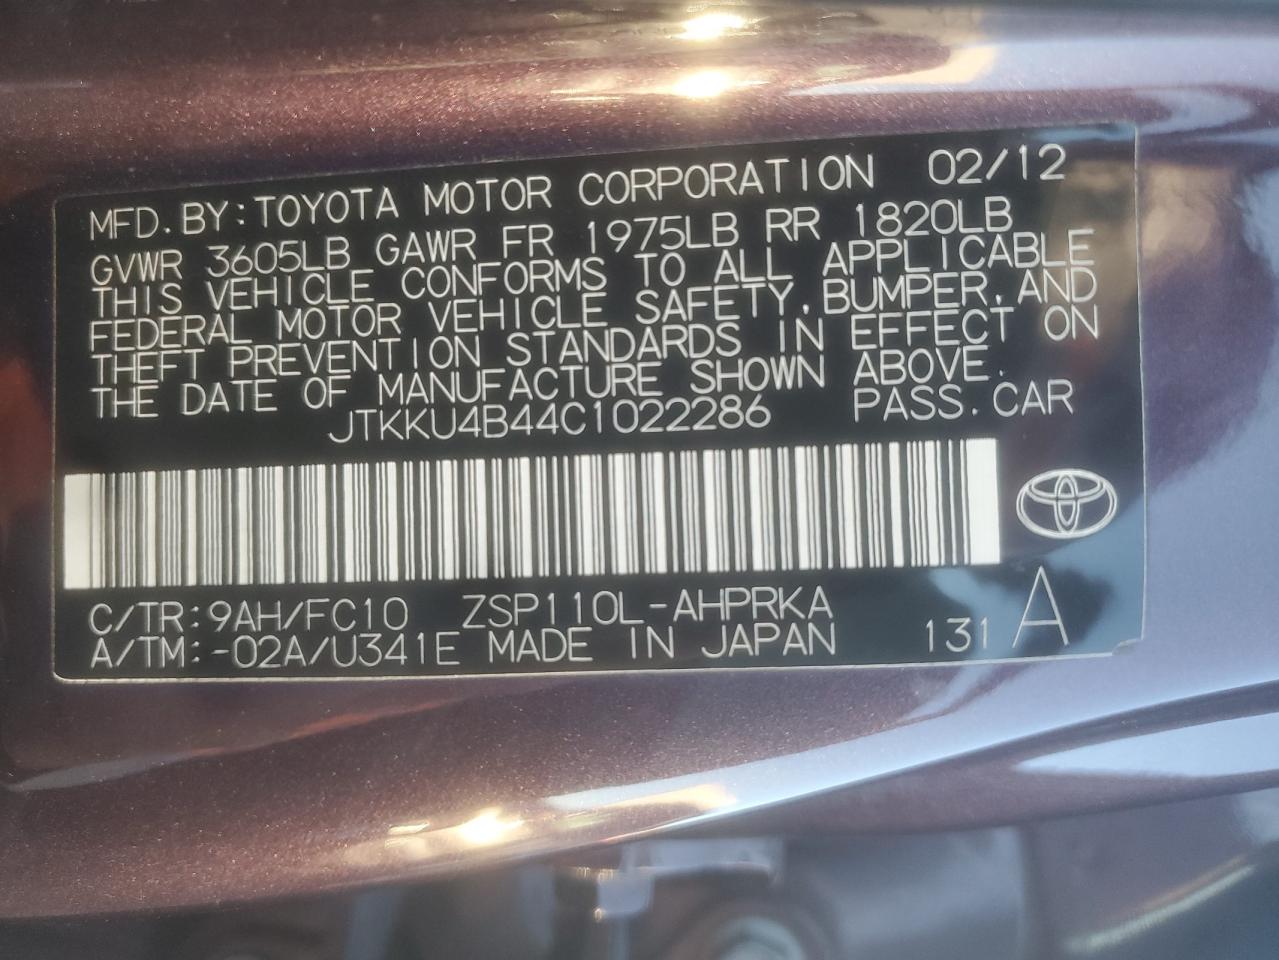 MFD.BY:TOYOTA MOTOR CORPORATION 02/12
GVWR 3605LB GAWR FR 1975LB RR 1820LB
THIS VEHICLE CONFORMS TO ALL APPLICABLE
FEDERAL MOTOR VEHICLE SAFETY,BUMPER,AND
THEFT PREVENTION STANDARDS IN EFFECT ON
THE DATE OF MANUFACTURE SHOWN ABOVE.
JTKKU4B44C1022286 PASS.CAR
C/TR:9AH/FC10 ZSP110L-AHPRKA
A/TM:-02A/U341E MADE IN JAPAN 131 A